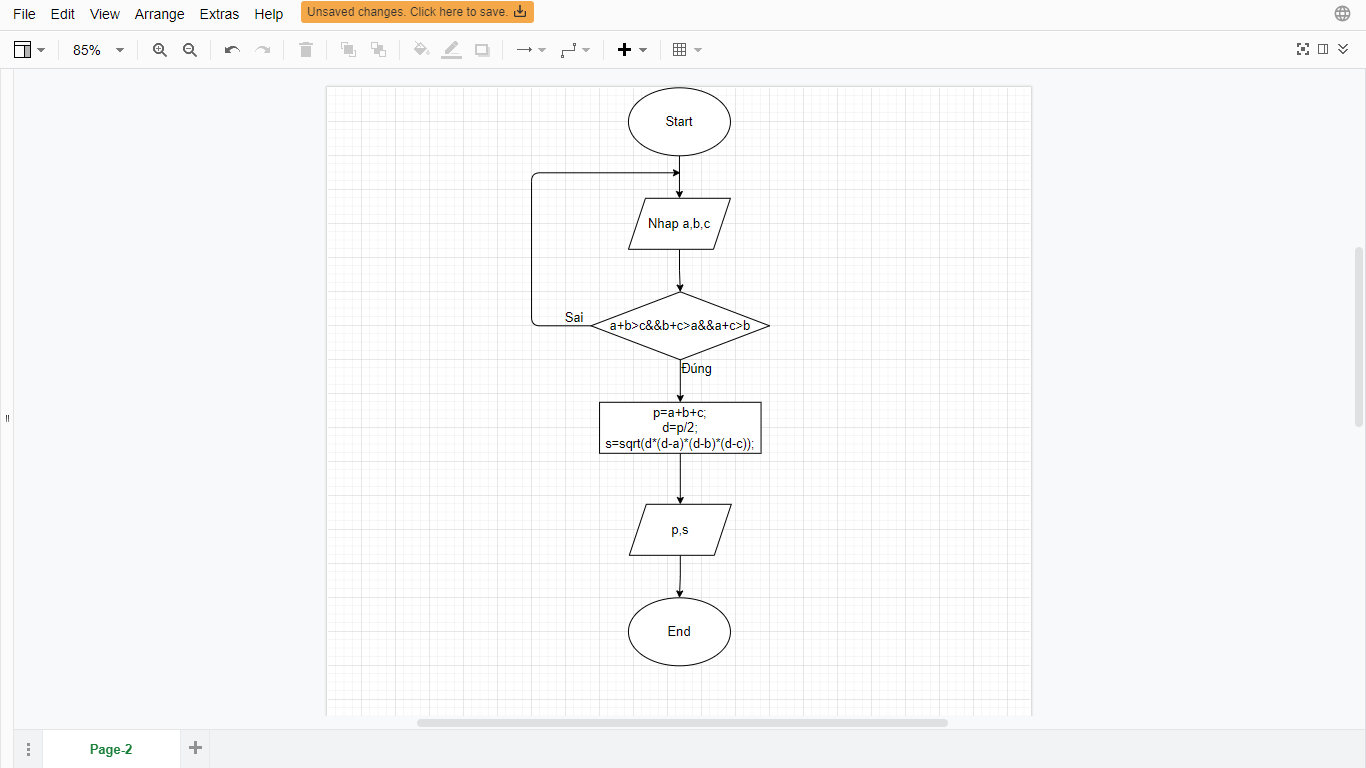 File Edit View Arrange Extras Help Unsaved changes. Click here to save.
85%
Start
Nhap a,b,c
Sai
a+b>c&&b+c>a&&a+c>b
Đúng
p=a+b+c;
d=p/2;
s=sqrt(d*(d-a)*(d-b)*(d-c));
p,s
End
Page-2